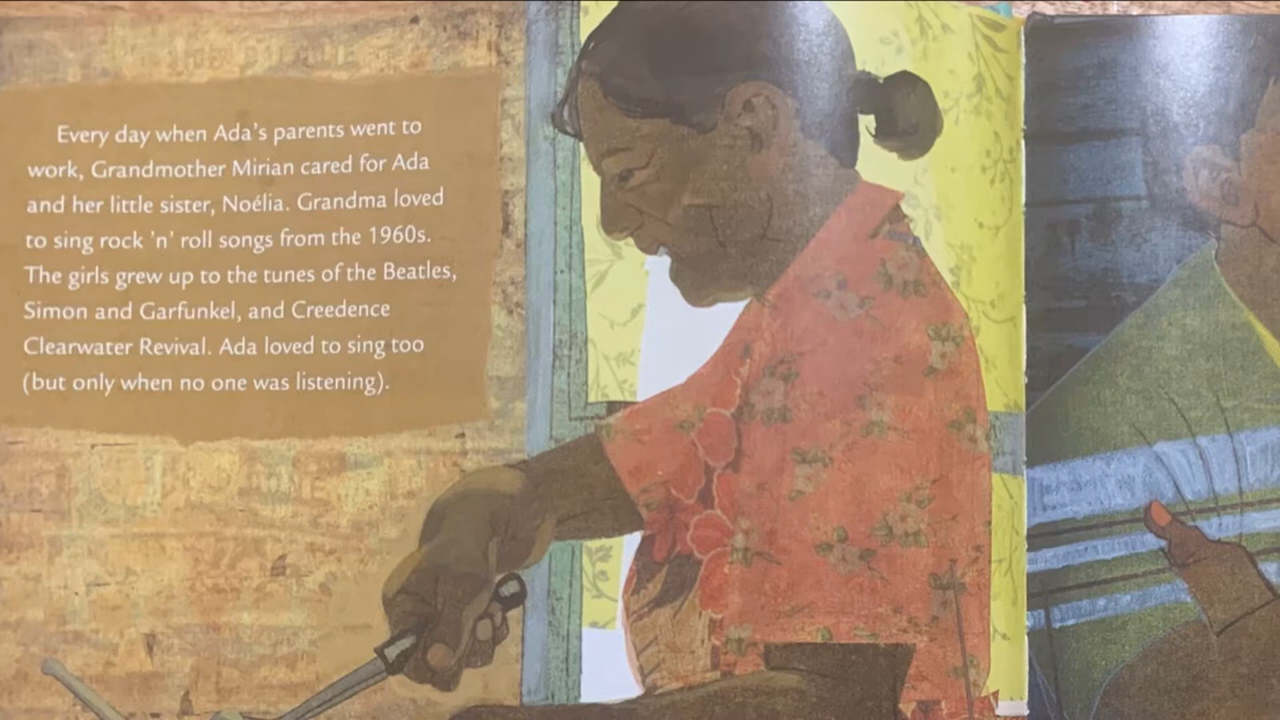 Every day when Ada's parents went to
work, Grandmother Mirian cared for Ada
and her little sister, Noélia. Grandma loved
to sing rock 'n' roll songs from the 1960s.
The girls grew up to the tunes of the Beatles,
Simon and Garfunkel, and Creedence
Clearwater Revival. Ada loved to sing too
(but only when no one was listening).